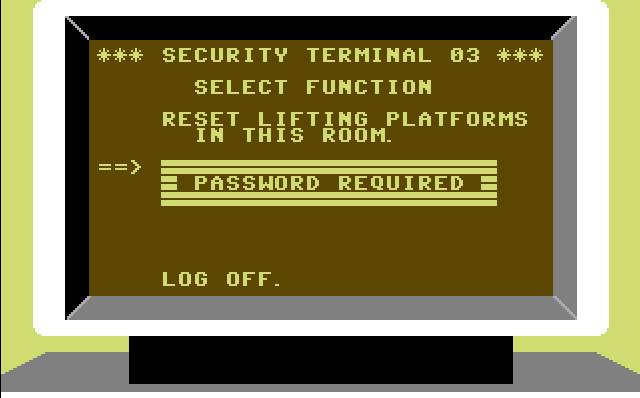 *** SECURITY TERMINAL 03 ***
SELECT FUNCTION
RESET LIFTING PLATFORMS
IN THIS ROOM.
==>
PASSWORD REQUIRED
LOG OFF.